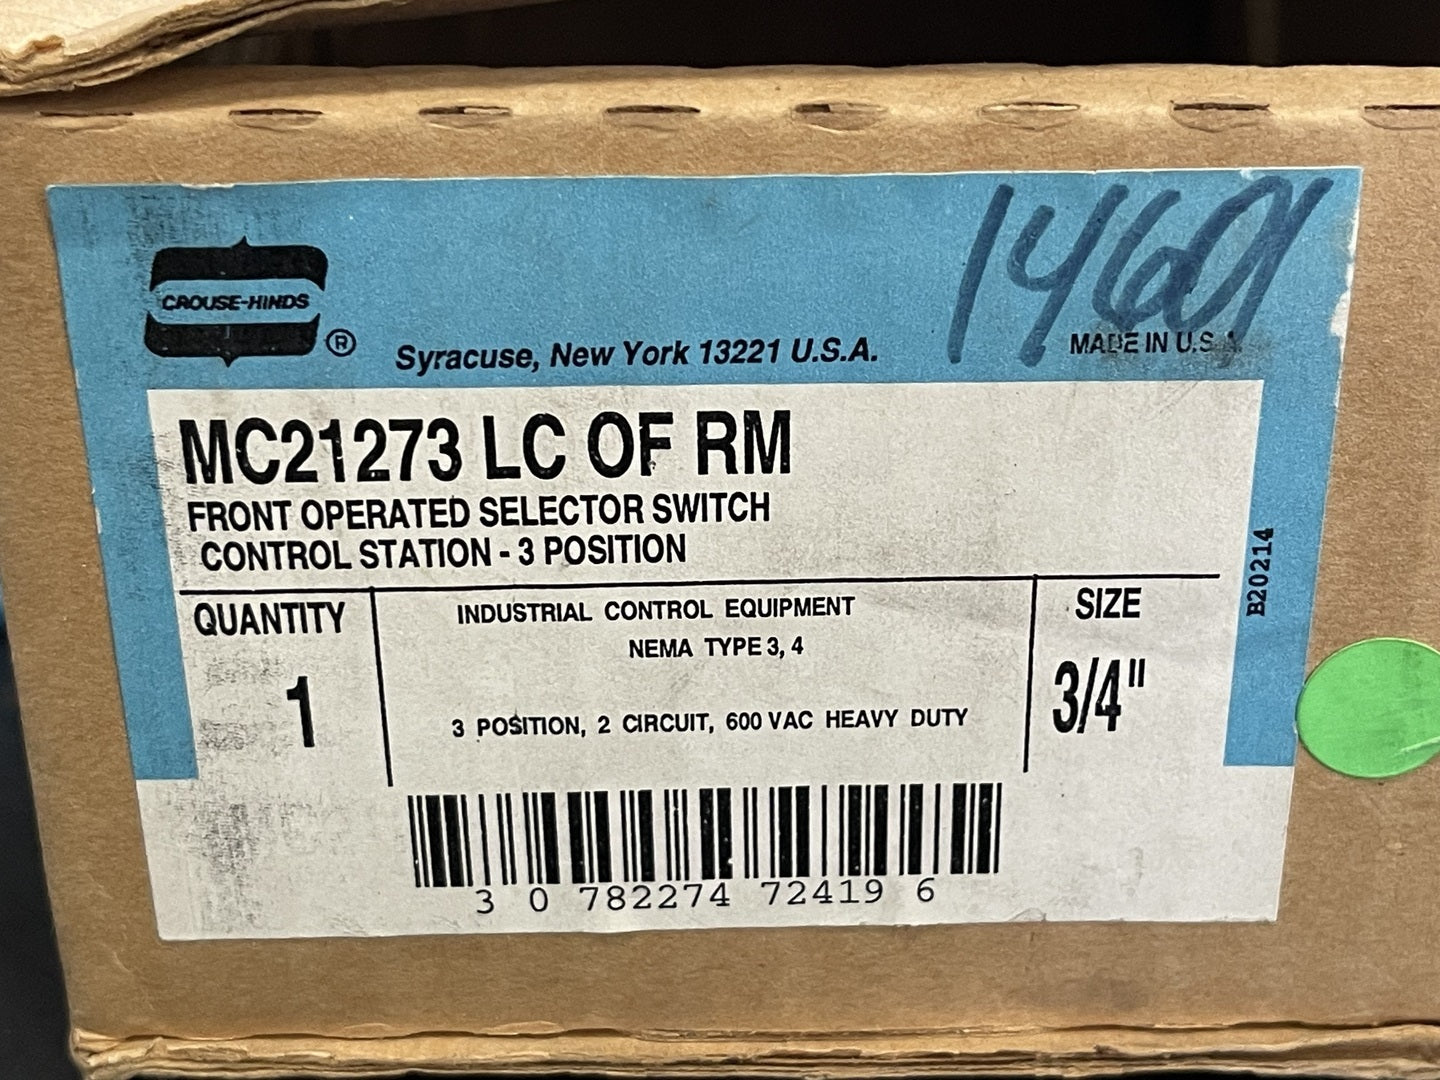 CROUSE-HINDS
®
Syracuse, New York 13221 U.S.A.
MADE IN U.S.A.
MC21273 LC OF RM
FRONT OPERATED SELECTOR SWITCH
CONTROL STATION - 3 POSITION
QUANTITY
1
INDUSTRIAL CONTROL EQUIPMENT
NEMA TYPE 3, 4
3 POSITION, 2 CIRCUIT, 600 VAC HEAVY DUTY
SIZE
3/4"
B20214
3 0 782274 72419 6